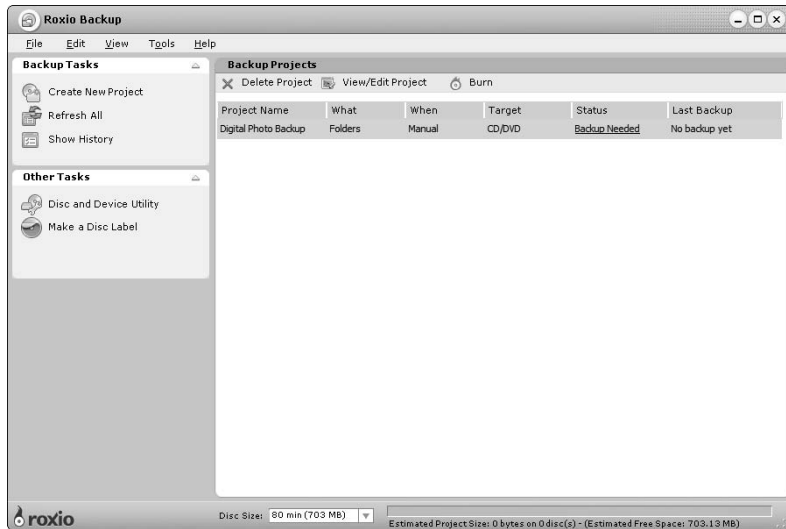 Roxio Backup
File Edit View Tools Help
Backup Tasks
Create New Project
Refresh All
Show History
Other Tasks
Disc and Device Utility
Make a Disc Label
Backup Projects
Delete Project View/Edit Project Burn
Project Name What When Target Status Last Backup
Digital Photo Backup Folders Manual CD/DVD Backup Needed No backup yet
roxio
Disc Size: 80 min (703 MB)
Estimated Project Size: 0 bytes on 0 disc(s) - (Estimated Free Space: 703.13 MB)